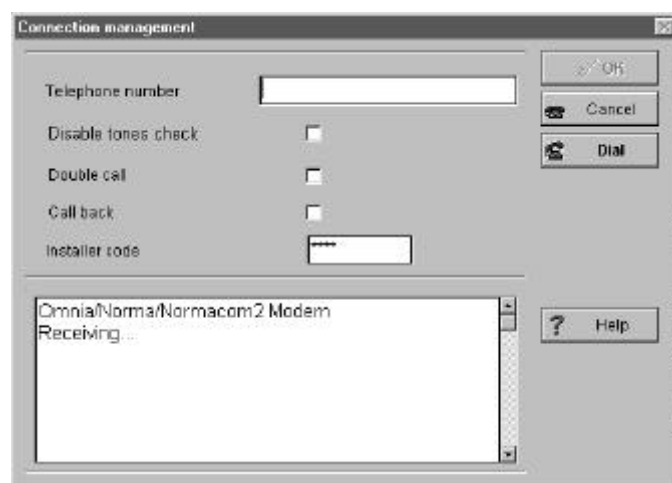 Connection management
OK
Telephone number
Cancel
Disable tones check
Dial
Double call
Call back
Installer code
****
Omnia/Norma/Normacom2 Modem
Receiving...
? Help